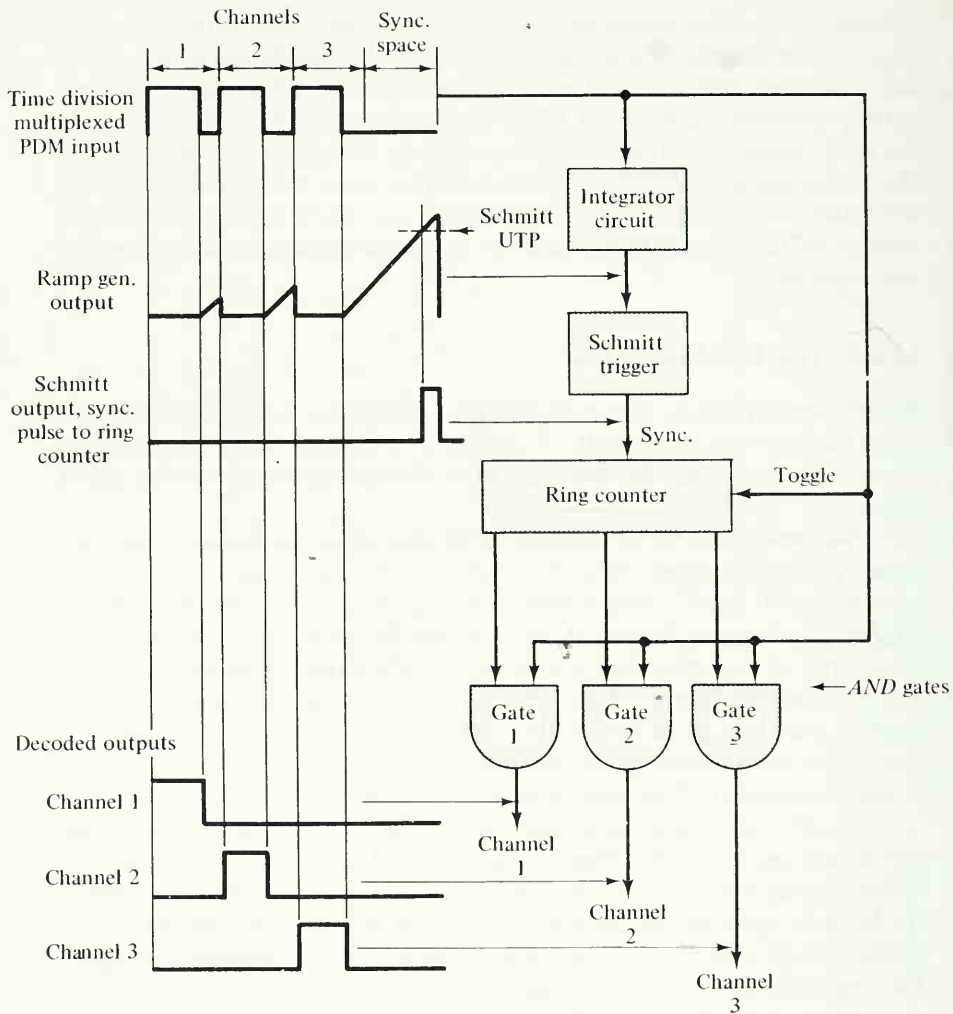 Channels
1
2
3
Sync.
space
Time division
multiplexed
PDM input
Integrator
circuit
Schmitt
UTP
Ramp gen.
output
Schmitt
trigger
Schmitt
output, sync.
pulse to ring
counter
Sync.
Ring counter
Toggle
Gate
1
Gate
2
Gate
3
AND gates
Decoded outputs
Channel 1
Channel
1
Channel 2
Channel
2
Channel 3
Channel
3